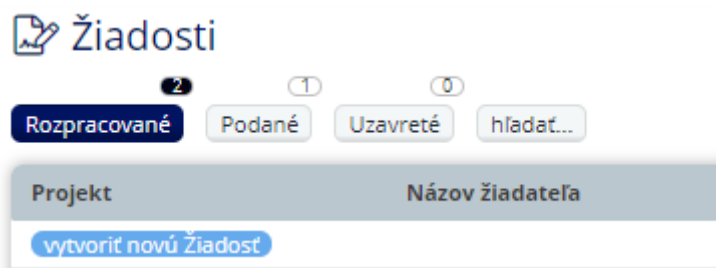 Žiadosti
2 1 0
Rozpracované Podané Uzavreté hľadať...
Projekt Názov žiadateľa
vytvoriť novú Žiadosť